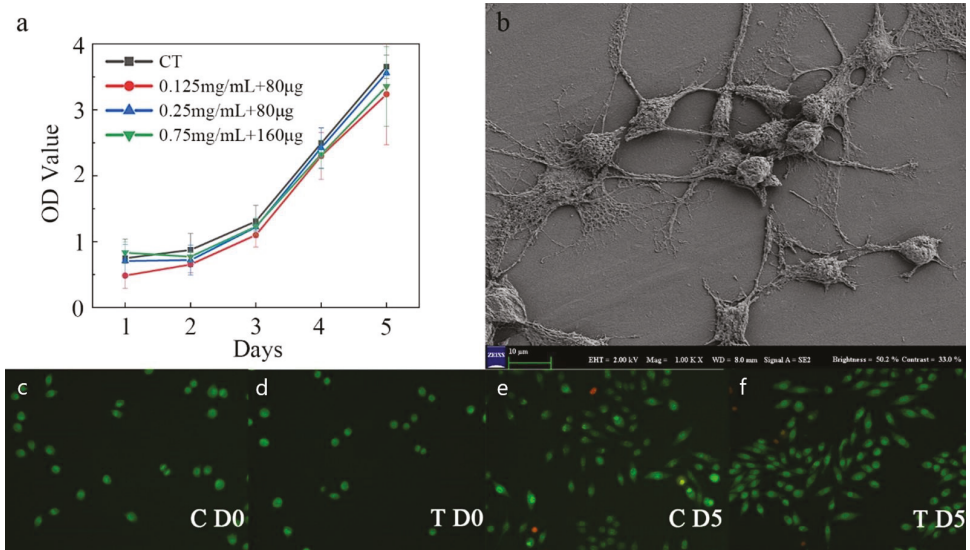 a
4
3
2
1
0
OD Value
CT
0.125mg/mL+80μg
0.25mg/mL+80μg
0.75mg/mL+160μg
1 2 3 4 5
Days
b
ZEISS
10 μm
EHT = 2.00 kV Mag = 1.00 K X WD = 8.0 mm Signal A = SE2 Brightness = 50.2 % Contrast = 33.0 %
c
C D0
d
T D0
e
C D5
f
T D5